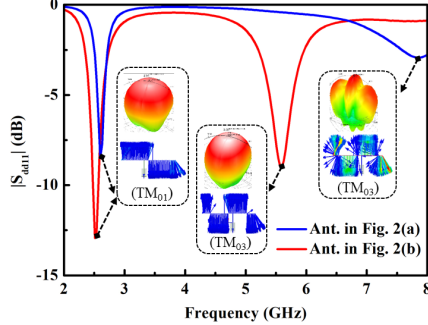 0
-5
-10
-15
|S_dd11| (dB)
2 3 4 5 6 7 8
Frequency (GHz)
(TM₀₁)
(TM₀₃)
(TM₀₃)
Ant. in Fig. 2(a)
Ant. in Fig. 2(b)